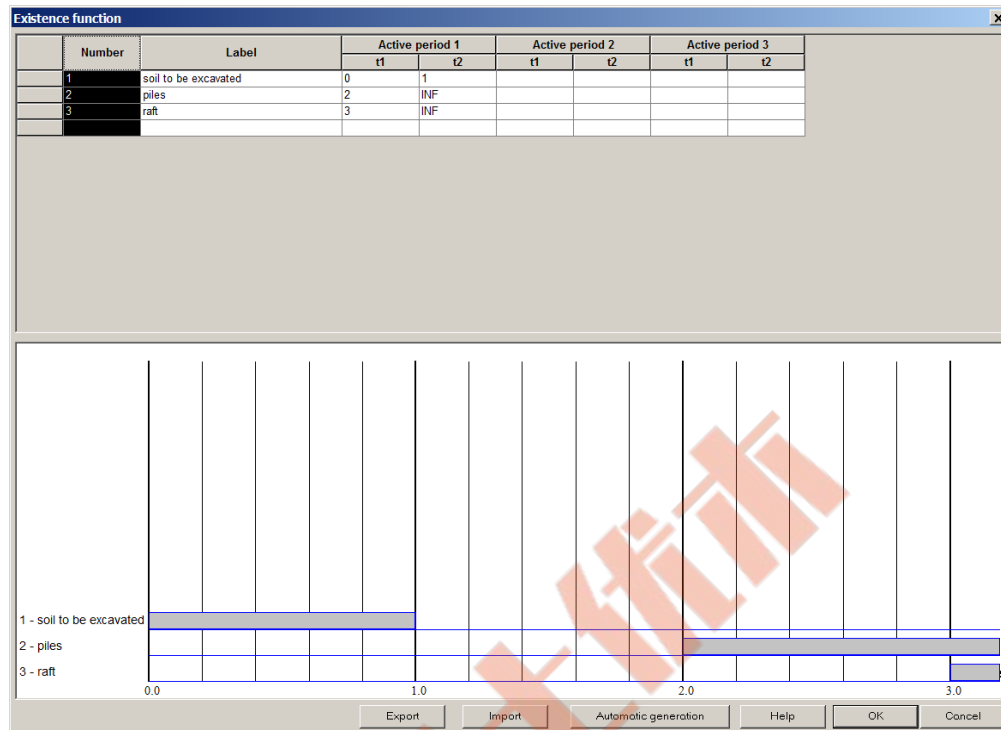 Existence function
Number Label Active period 1 Active period 2 Active period 3
t1 t2 t1 t2 t1 t2
1 soil to be excavated 0 1
2 piles 2 INF
3 raft 3 INF
1 - soil to be excavated
2 - piles
3 - raft
0.0 1.0 2.0 3.0
Export Import Automatic generation Help OK Cancel